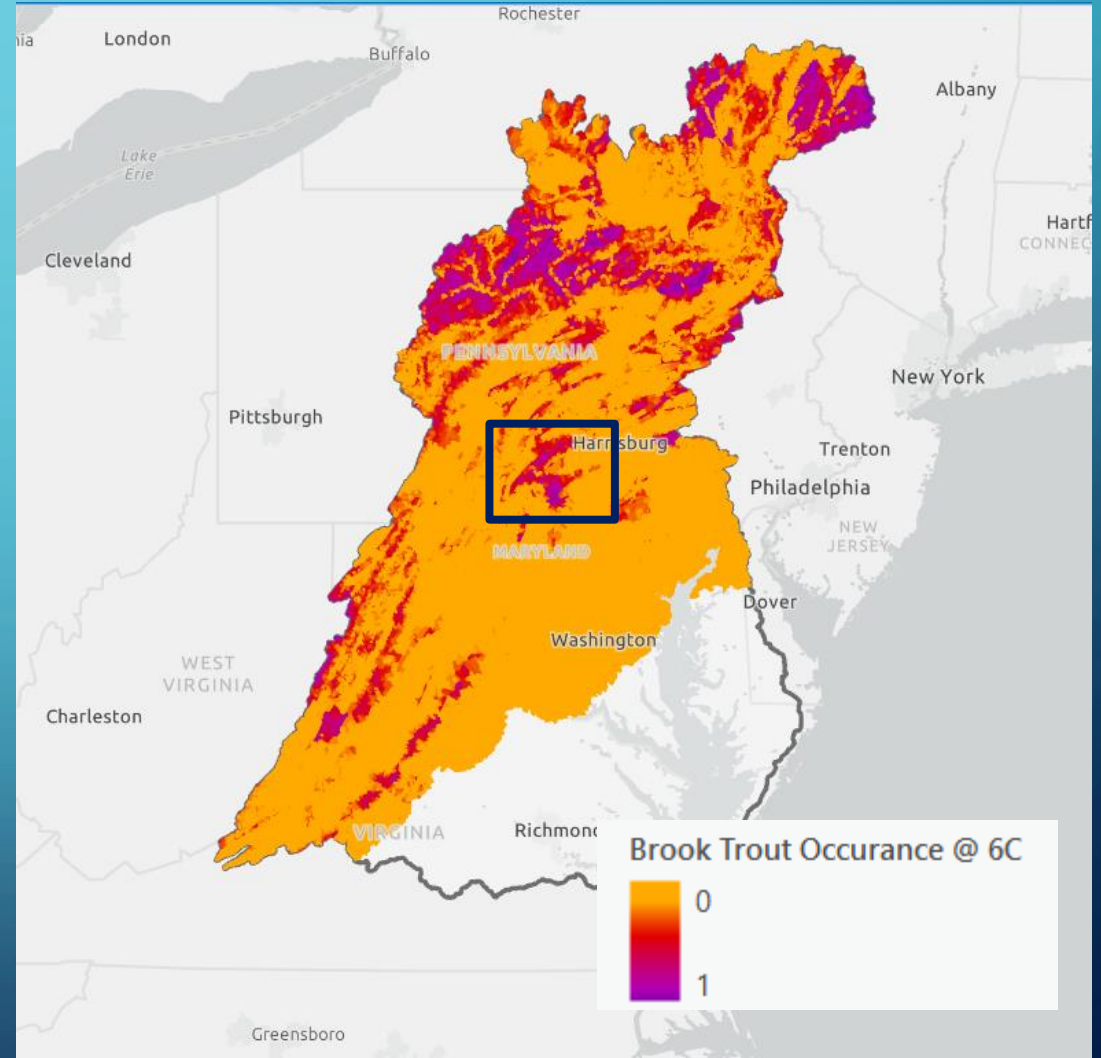 Rochester
London
Buffalo
Albany
Lake
Erie
Hartf
CONNEC
Cleveland
PENNSYLVANIA
New York
Pittsburgh
Harrisburg
Trenton
Philadelphia
NEW
JERSEY
MARYLAND
Dover
Washington
WEST
VIRGINIA
Charleston
VIRGINIA
Richmond
Brook Trout Occurance @ 6C
0
1
Greensboro